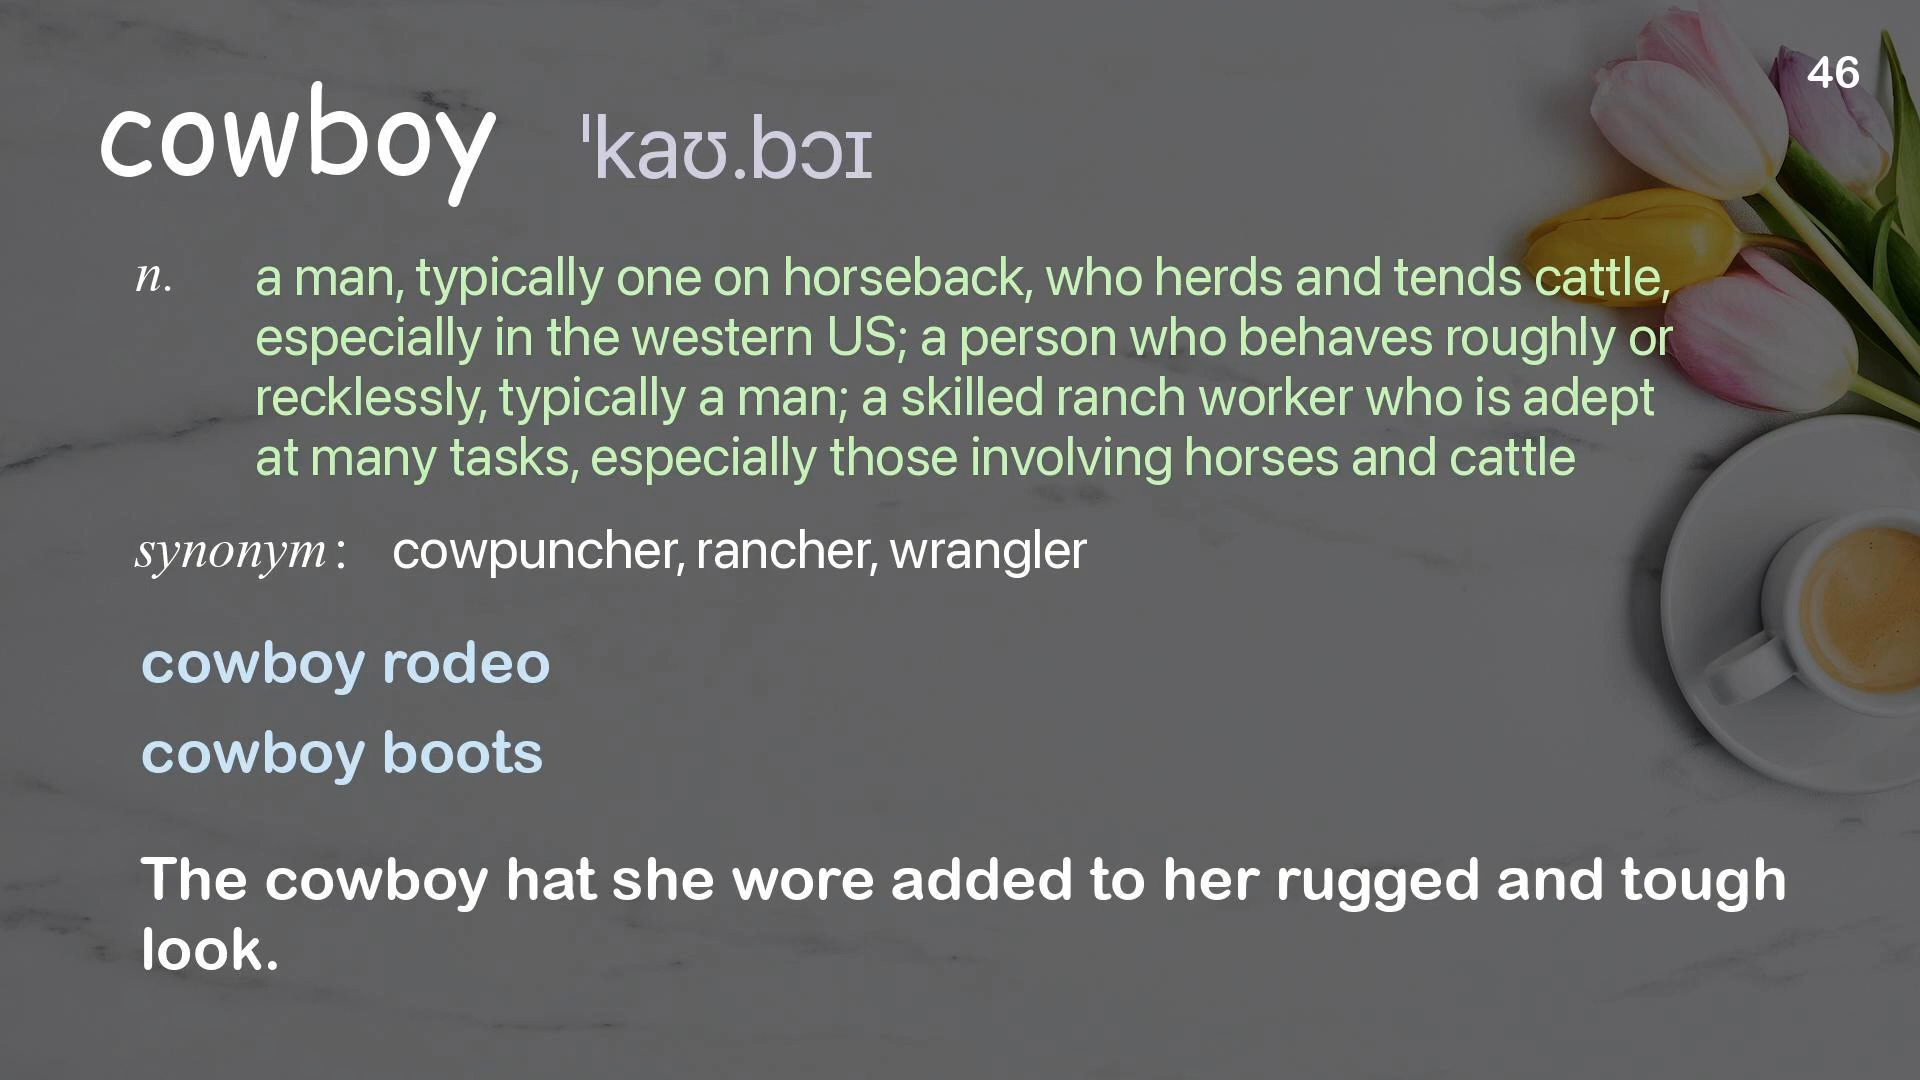 46
cowboy ˈkaʊ.bɔɪ
n. a man, typically one on horseback, who herds and tends cattle,
especially in the western US; a person who behaves roughly or
recklessly, typically a man; a skilled ranch worker who is adept
at many tasks, especially those involving horses and cattle
synonym: cowpuncher, rancher, wrangler
cowboy rodeo
cowboy boots
The cowboy hat she wore added to her rugged and tough
look.